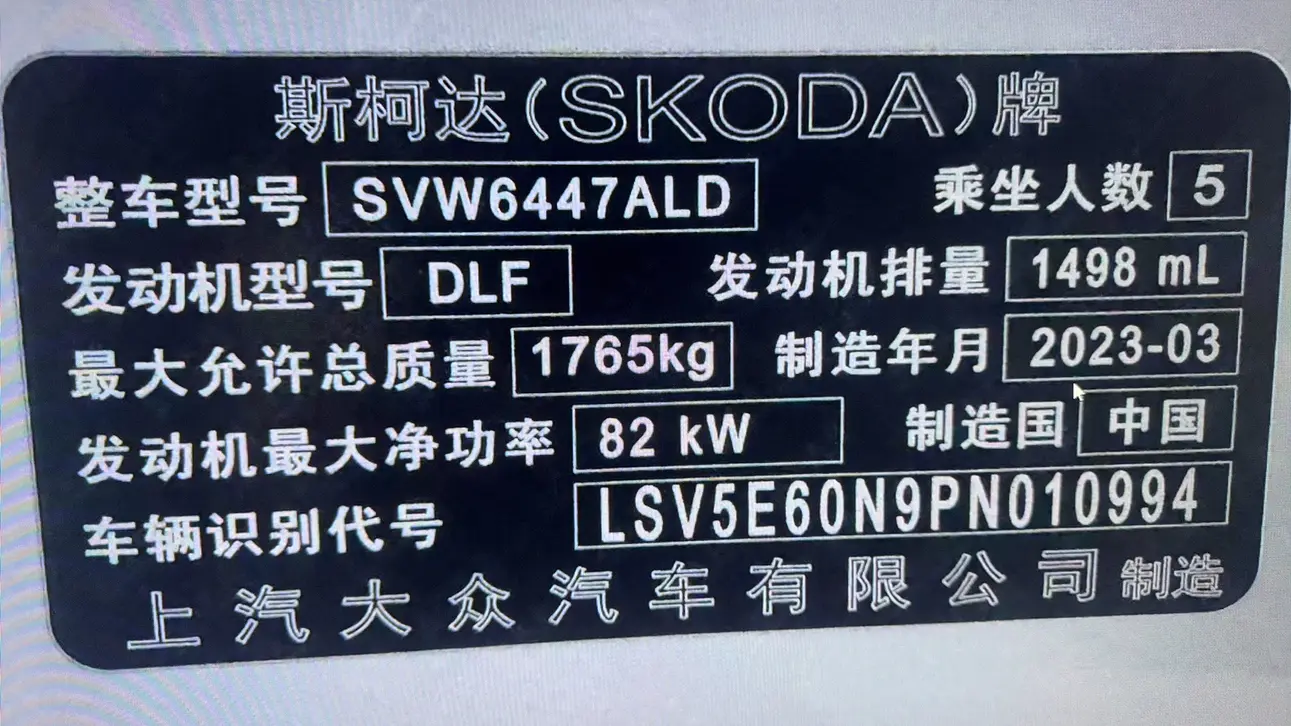 斯柯达(SKODA)牌
整车型号 SVW6447ALD 乘坐人数 5
发动机型号 DLF 发动机排量 1498 mL
最大允许总质量 1765kg 制造年月 2023-03
发动机最大净功率 82 kW 制造国 中国
车辆识别代号 LSV5E60N9PN010994
上汽大众汽车有限公司 制造